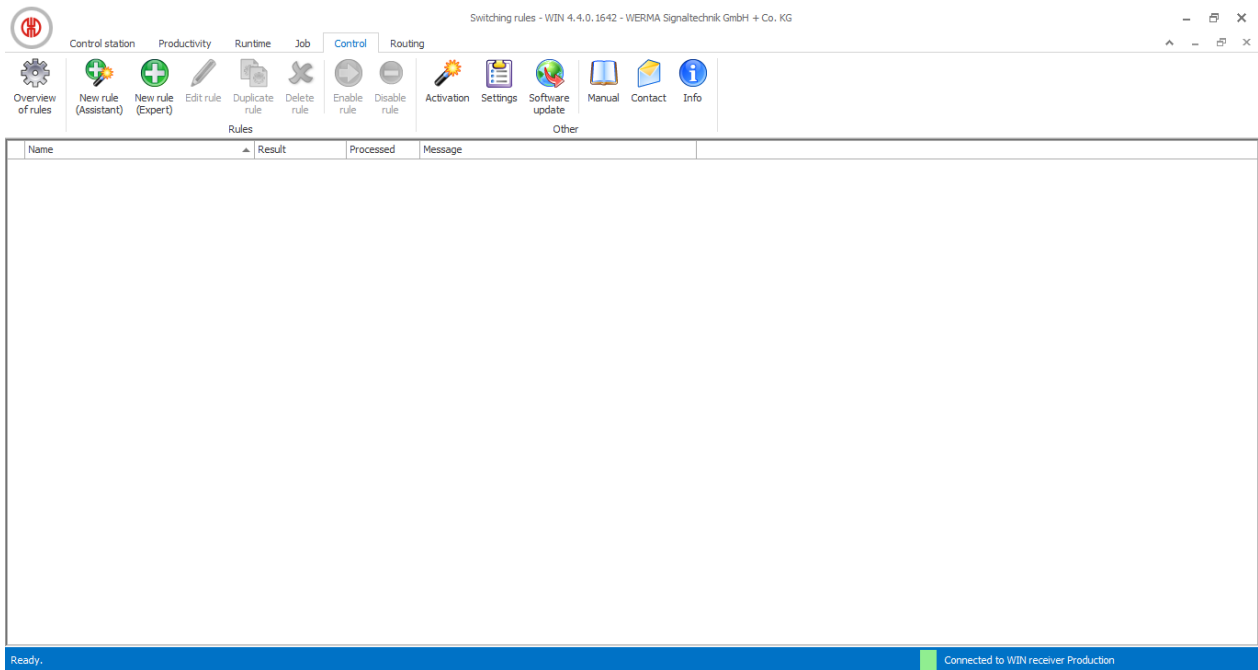 Switching rules - WIN 4.4.0.1642 - WERMA Signaltechnik GmbH + Co. KG
Control station Productivity Runtime Job Control Routing
Overview of rules
New rule (Assistant)
New rule (Expert)
Edit rule
Duplicate rule
Delete rule
Enable rule
Disable rule
Activation
Settings
Software update
Manual
Contact
Info
Rules
Other
Name Result Processed Message
Ready.
Connected to WIN receiver Production